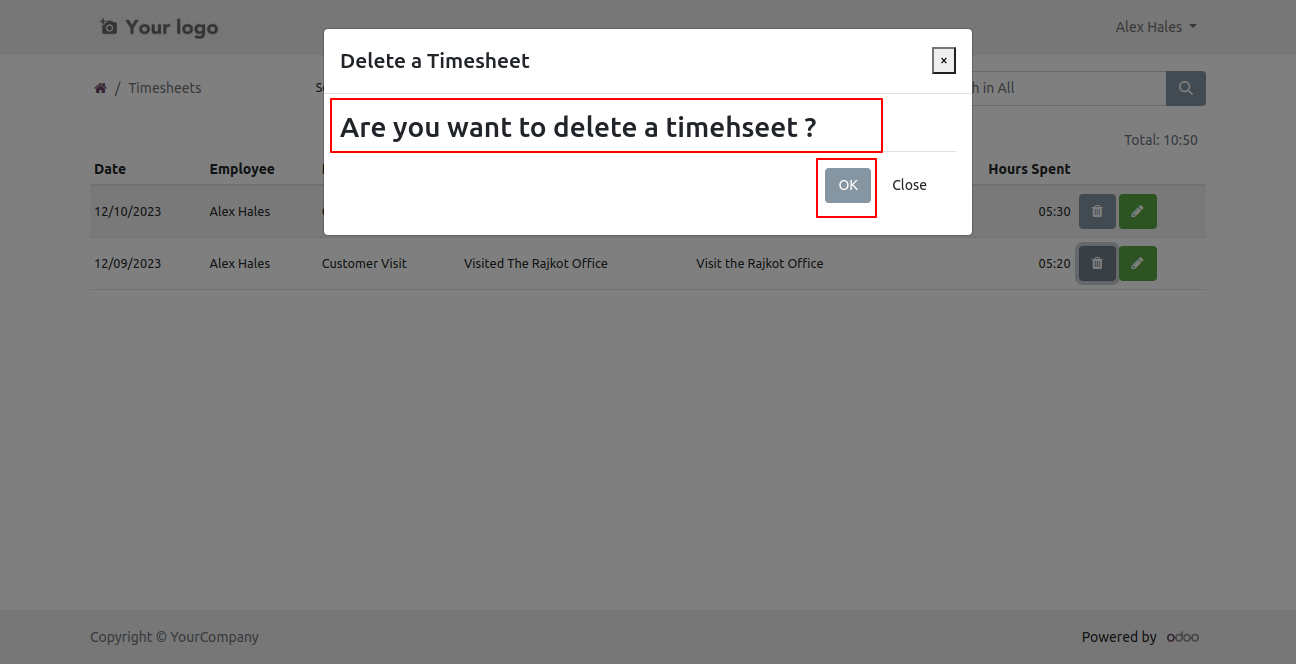 Your logo
Alex Hales
Delete a Timesheet
×
/ Timesheets
in All
Are you want to delete a timehseet ?
Total: 10:50
Date Employee Hours Spent
OK Close
12/10/2023 Alex Hales 05:30
12/09/2023 Alex Hales Customer Visit Visited The Rajkot Office Visit the Rajkot Office 05:20
Copyright © YourCompany Powered by odoo